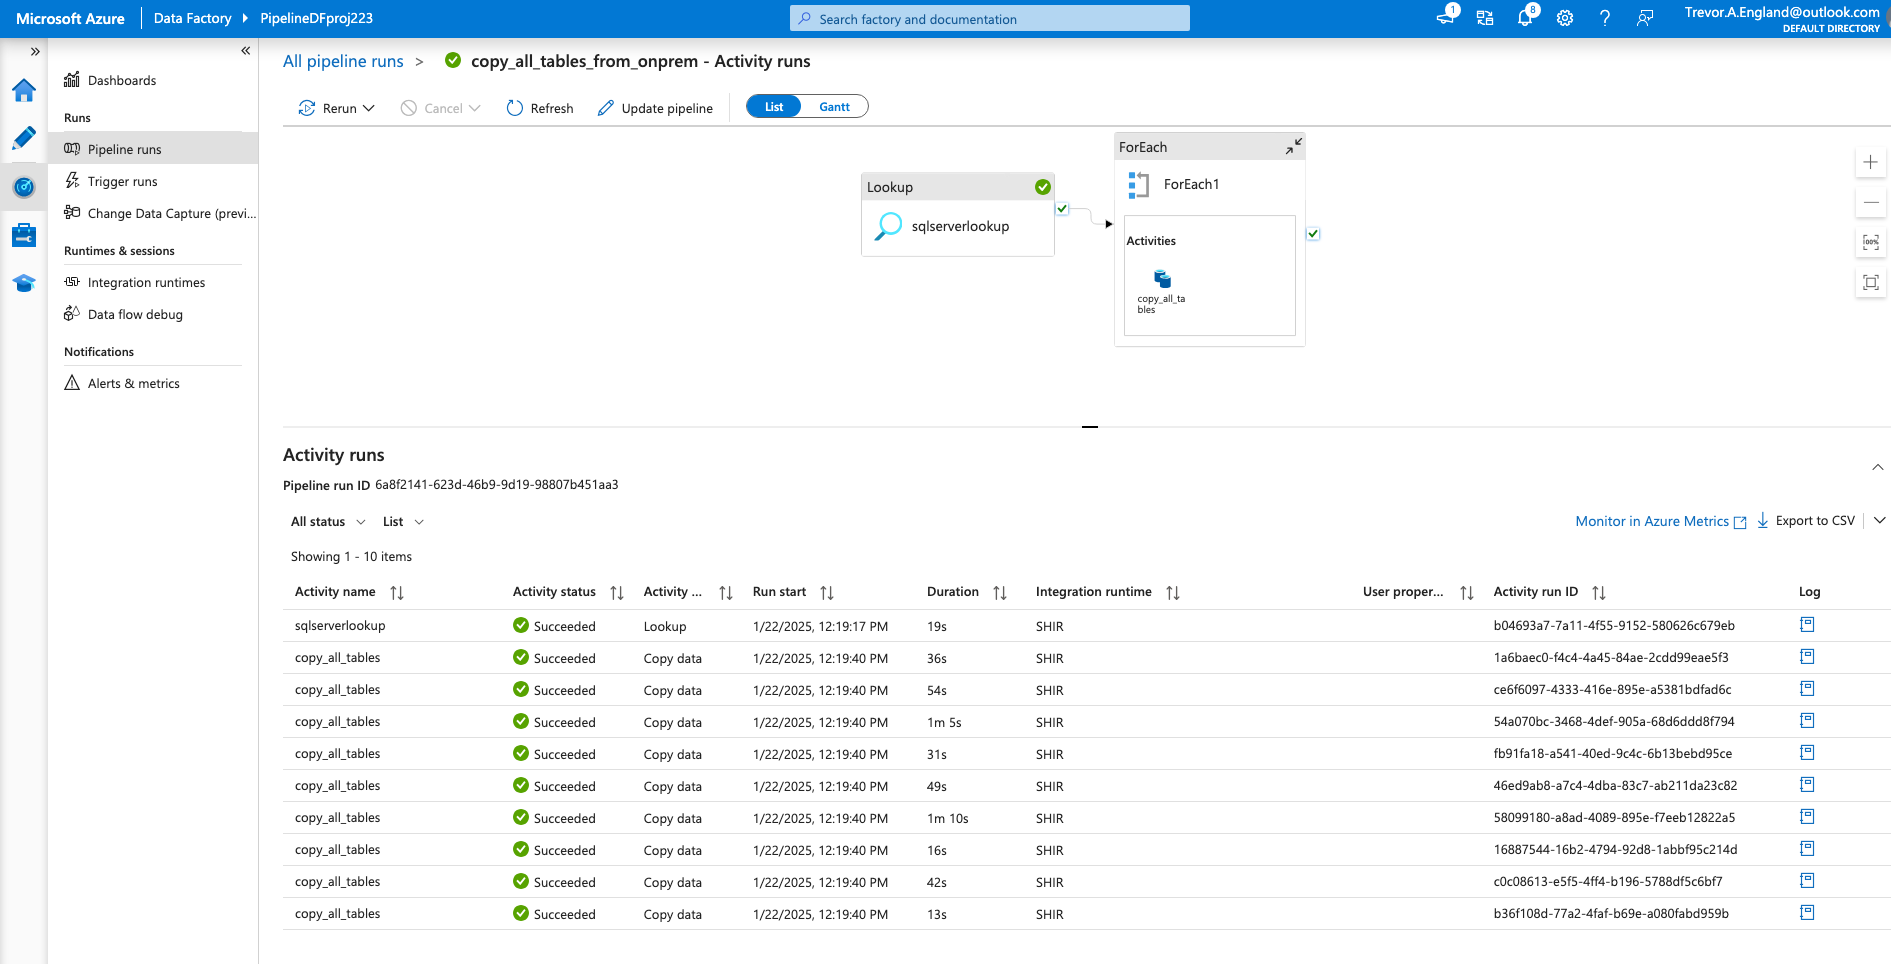 Microsoft Azure Data Factory PipelineDFproj223 Search factory and documentation 1 8 Trevor.A.England@outlook.com
DEFAULT DIRECTORY
Dashboards
Runs
Pipeline runs
Trigger runs
Change Data Capture (previ...
Runtimes & sessions
Integration runtimes
Data flow debug
Notifications
Alerts & metrics
All pipeline runs > copy_all_tables_from_onprem - Activity runs
Rerun Cancel Refresh Update pipeline List Gantt
Lookup
sqlserverlookup
ForEach
ForEach1
Activities
copy_all_ta
bles
100%
Activity runs
Pipeline run ID 6a8f2141-623d-46b9-9d19-98807b451aa3
All status List Monitor in Azure Metrics Export to CSV
Showing 1 - 10 items
Activity name Activity status Activity ... Run start Duration Integration runtime User proper... Activity run ID Log
sqlserverlookup Succeeded Lookup 1/22/2025, 12:19:17 PM 19s SHIR b04693a7-7a11-4f55-9152-580626c679eb
copy_all_tables Succeeded Copy data 1/22/2025, 12:19:40 PM 36s SHIR 1a6baec0-f4c4-4a45-84ae-2cdd99eae5f3
copy_all_tables Succeeded Copy data 1/22/2025, 12:19:40 PM 54s SHIR ce6f6097-4333-416e-895e-a5381bdfad6c
copy_all_tables Succeeded Copy data 1/22/2025, 12:19:40 PM 1m 5s SHIR 54a070bc-3468-4def-905a-68d6ddd8f794
copy_all_tables Succeeded Copy data 1/22/2025, 12:19:40 PM 31s SHIR fb91fa18-a541-40ed-9c4c-6b13bebd95ce
copy_all_tables Succeeded Copy data 1/22/2025, 12:19:40 PM 49s SHIR 46ed9ab8-a7c4-4dba-83c7-ab211da23c82
copy_all_tables Succeeded Copy data 1/22/2025, 12:19:40 PM 1m 10s SHIR 58099180-a8ad-4089-895e-f7eeb12822a5
copy_all_tables Succeeded Copy data 1/22/2025, 12:19:40 PM 16s SHIR 16887544-16b2-4794-92d8-1abbf95c214d
copy_all_tables Succeeded Copy data 1/22/2025, 12:19:40 PM 42s SHIR c0c08613-e5f5-4ff4-b196-5788df5c6bf7
copy_all_tables Succeeded Copy data 1/22/2025, 12:19:40 PM 13s SHIR b36f108d-77a2-4faf-b69e-a080fabd959b